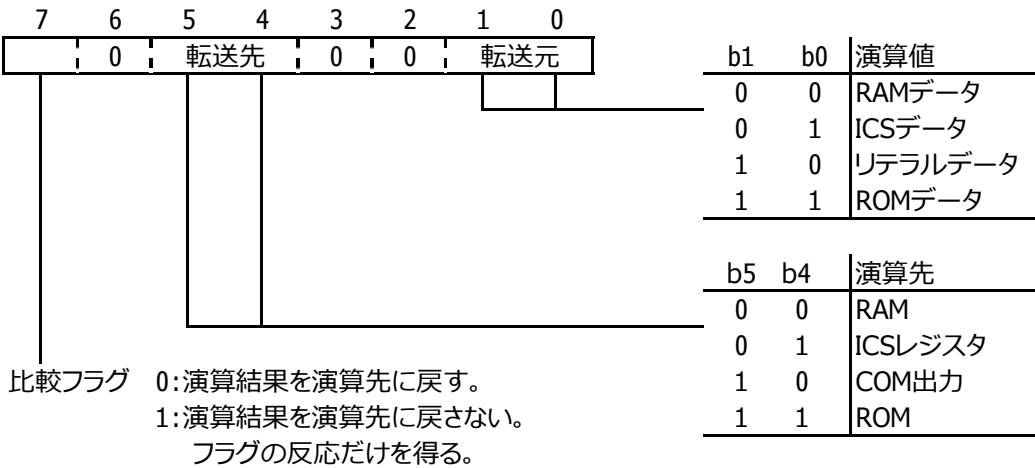 7 6 5 4 3 2 1 0
0 転送先 0 0 転送元
b1 b0 演算値
0 0 RAMデータ
0 1 ICSデータ
1 0 リテラルデータ
1 1 ROMデータ
b5 b4 演算先
0 0 RAM
0 1 ICSレジスタ
1 0 COM出力
1 1 ROM
比較フラグ 0:演算結果を演算先に戻す。
1:演算結果を演算先に戻さない。
フラグの反応だけを得る。